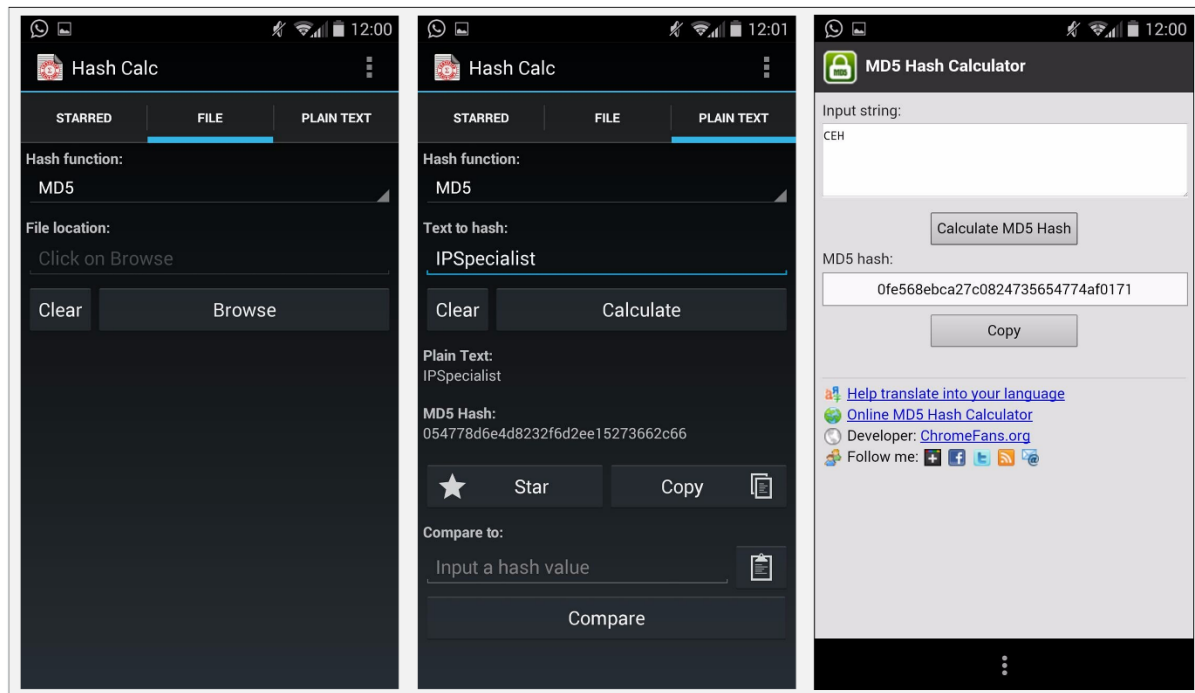 12:00
Hash Calc
STARRED FILE PLAIN TEXT
Hash function:
MD5
File location:
Click on Browse
Clear Browse
12:01
Hash Calc
STARRED FILE PLAIN TEXT
Hash function:
MD5
Text to hash:
IPSpecialist
Clear Calculate
Plain Text:
IPSpecialist
MD5 Hash:
054778d6e4d8232f6d2ee15273662c66
Star Copy
Compare to:
Input a hash value
Compare
12:00
MD5 Hash Calculator
Input string:
CEH
Calculate MD5 Hash
MD5 hash:
0fe568ebca27c0824735654774af0171
Copy
Help translate into your language
Online MD5 Hash Calculator
Developer: ChromeFans.org
Follow me: